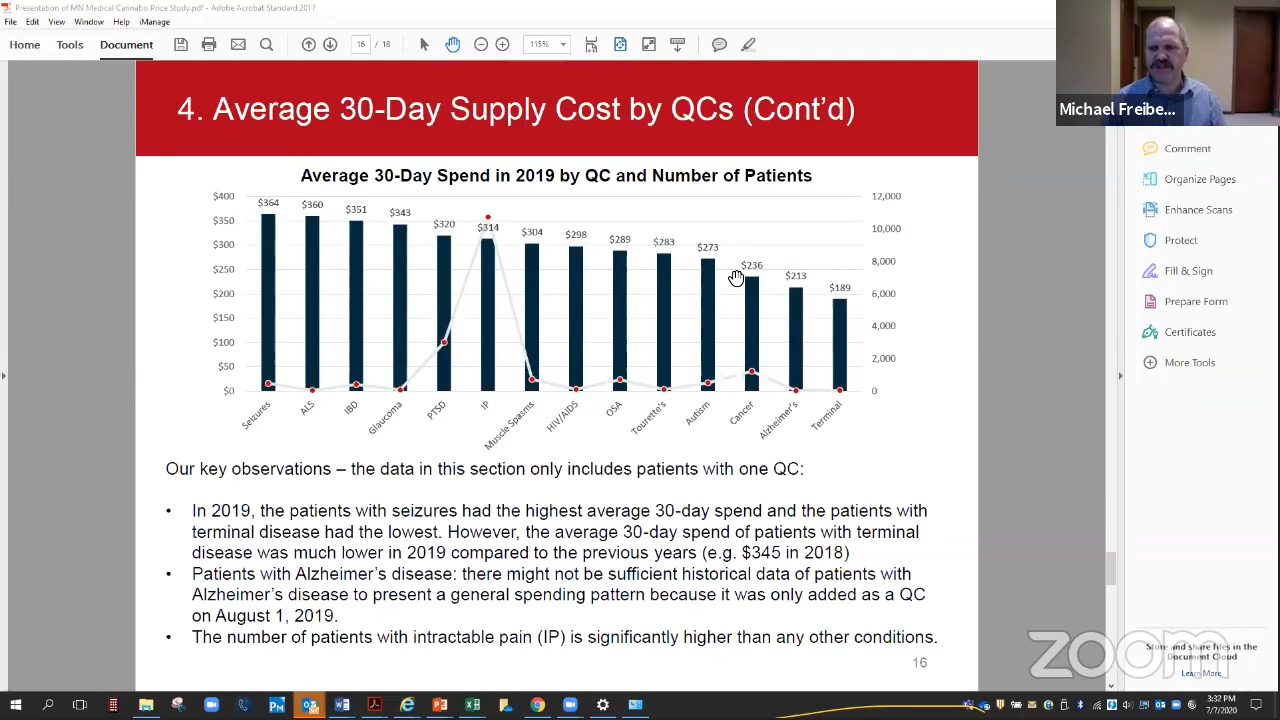 Presentation of MN Medical Cannabis Price Study.pdf - Adobe Acrobat Standard 2017
File Edit View Window Help iManage
Home Tools Document 16 / 18 115%
Michael Freibe...
4. Average 30-Day Supply Cost by QCs (Cont'd)
Average 30-Day Spend in 2019 by QC and Number of Patients
$400 $350 $300 $250 $200 $150 $100 $50 $0
$364 $360 $351 $343 $320 $314 $304 $298 $289 $283 $273 $236 $213 $189
12,000 10,000 8,000 6,000 4,000 2,000 0
Seizures ALS IBD Glaucoma PTSD IP Muscle Spasms HIV/AIDS OSA Tourette's Autism Cancer Alzheimer's Terminal
Our key observations – the data in this section only includes patients with one QC:
• In 2019, the patients with seizures had the highest average 30-day spend and the patients with
terminal disease had the lowest. However, the average 30-day spend of patients with terminal
disease was much lower in 2019 compared to the previous years (e.g. $345 in 2018)
• Patients with Alzheimer's disease: there might not be sufficient historical data of patients with
Alzheimer's disease to present a general spending pattern because it was only added as a QC
on August 1, 2019.
• The number of patients with intractable pain (IP) is significantly higher than any other conditions.
16
Comment
Organize Pages
Enhance Scans
Protect
Fill & Sign
Prepare Form
Certificates
More Tools
Store and share files in the
Document Cloud
Learn More
zoom
3:32 PM
7/7/2020